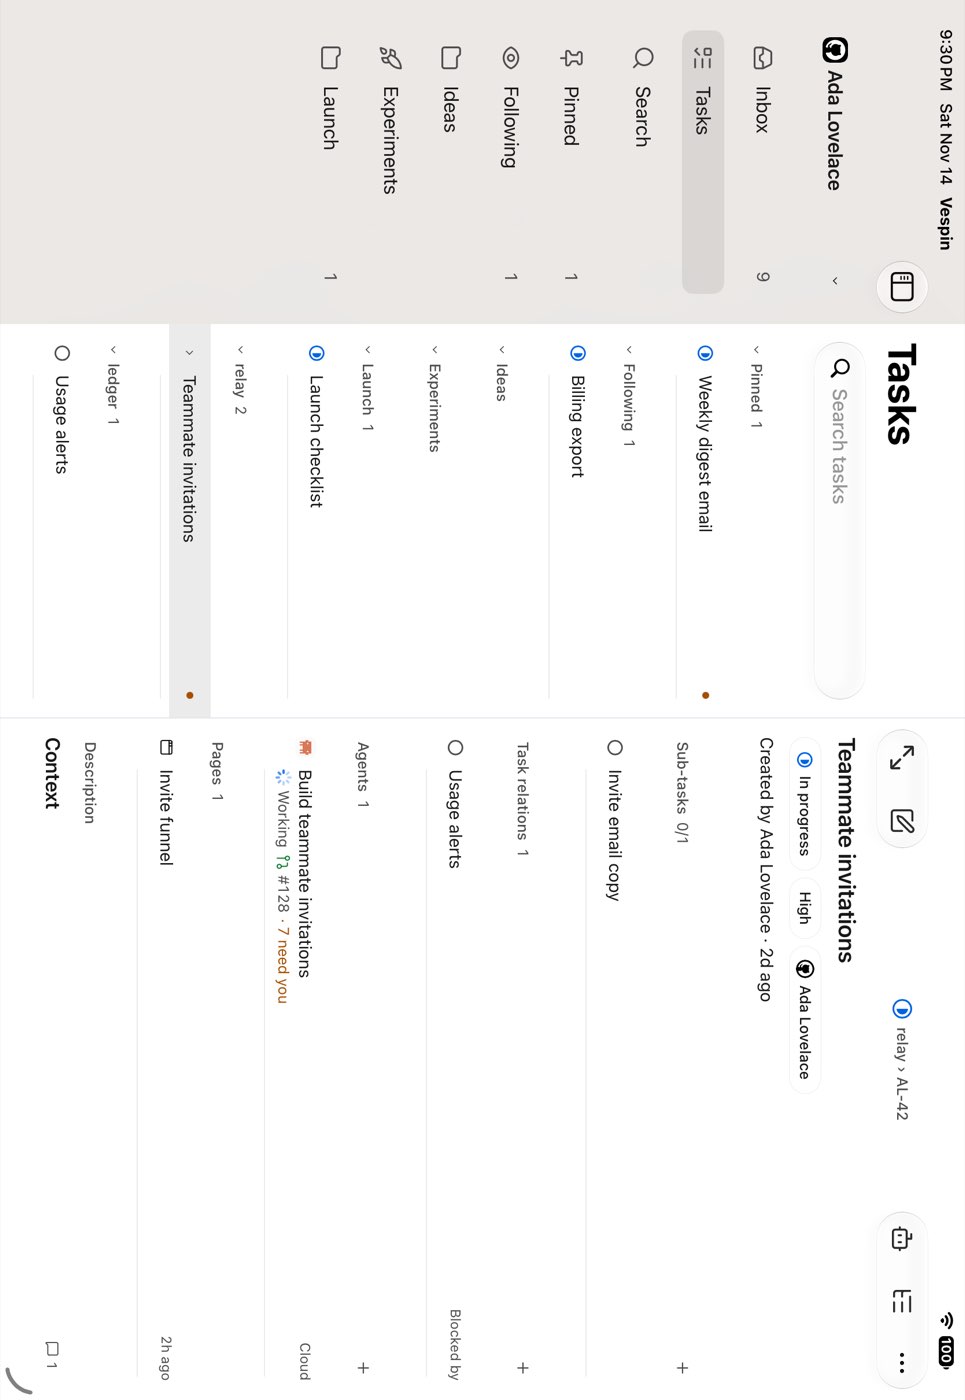 9:30 PM Sat Nov 14 Vespin
100
Ada Lovelace
Inbox 9
Tasks
Search
Pinned 1
Following 1
Ideas
Experiments
Launch 1
Tasks
Search tasks
Pinned 1
Weekly digest email
Following 1
Billing export
Ideas
Experiments
Launch 1
Launch checklist
relay 2
Teammate invitations
ledger 1
Usage alerts
relay › AL-42
Teammate invitations
In progress High Ada Lovelace
Created by Ada Lovelace · 2d ago
Sub-tasks 0/1
Invite email copy
Task relations 1
Usage alerts Blocked by
Agents 1
Build teammate invitations Cloud
Working #128 · 7 need you
Pages 1
Invite funnel 2h ago
Description
Context 1